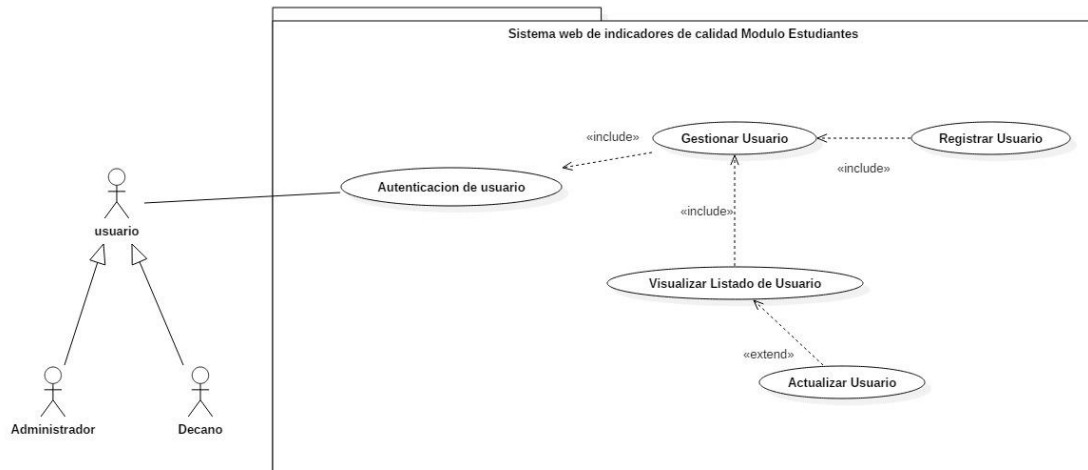 Sistema web de indicadores de calidad Modulo Estudiantes
«include»
Gestionar Usuario
Registrar Usuario
«include»
Autenticacion de usuario
«include»
usuario
Visualizar Listado de Usuario
«extend»
Actualizar Usuario
Administrador
Decano